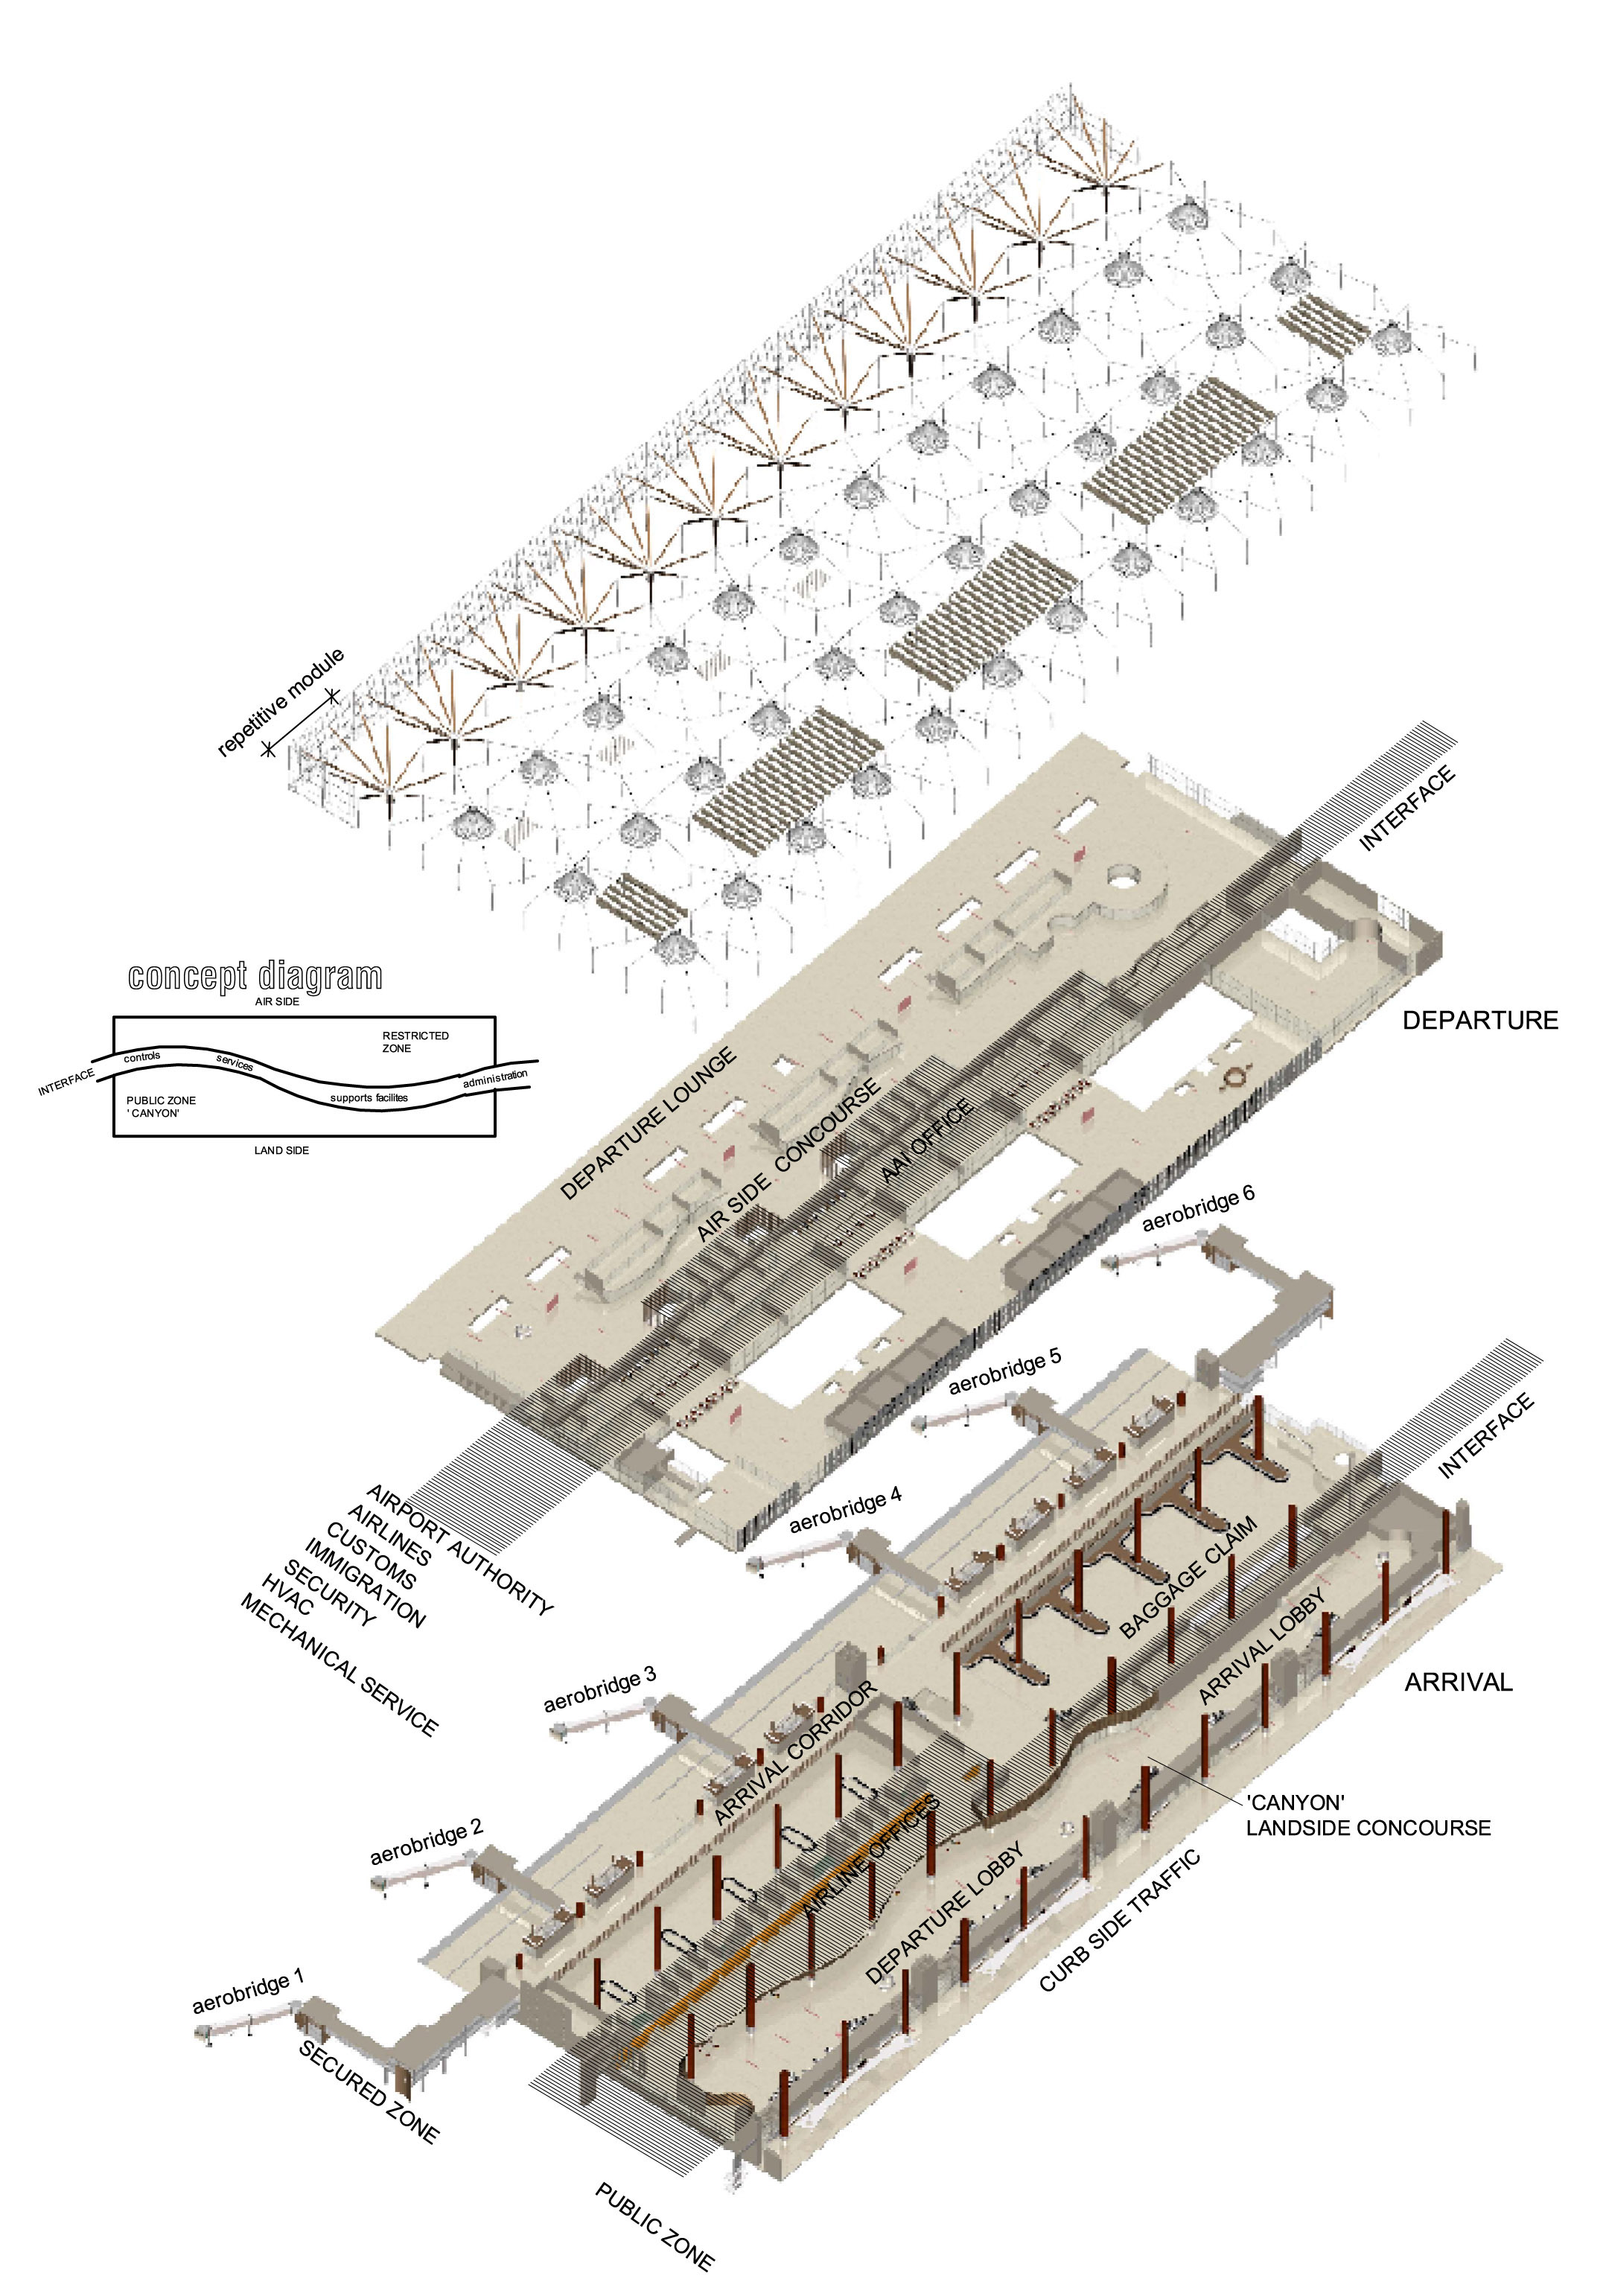 repetitive module
INTERFACE
concept diagram
AIR SIDE
RESTRICTED
ZONE
controls
services
INTERFACE
administration
supports facilites
PUBLIC ZONE
' CANYON'
LAND SIDE
DEPARTURE
DEPARTURE LOUNGE
AIR SIDE CONCOURSE
AAI OFFICE
aerobridge 6
aerobridge 5
INTERFACE
aerobridge 4
AIRPORT AUTHORITY
AIRLINES
CUSTOMS
IMMIGRATION
SECURITY
HVAC
MECHANICAL SERVICE
BAGGAGE CLAIM
ARRIVAL LOBBY
ARRIVAL
aerobridge 3
ARRIVAL CORRIDOR
'CANYON'
LANDSIDE CONCOURSE
AIRLINE OFFICES
aerobridge 2
DEPARTURE LOBBY
CURB SIDE TRAFFIC
aerobridge 1
SECURED ZONE
PUBLIC ZONE